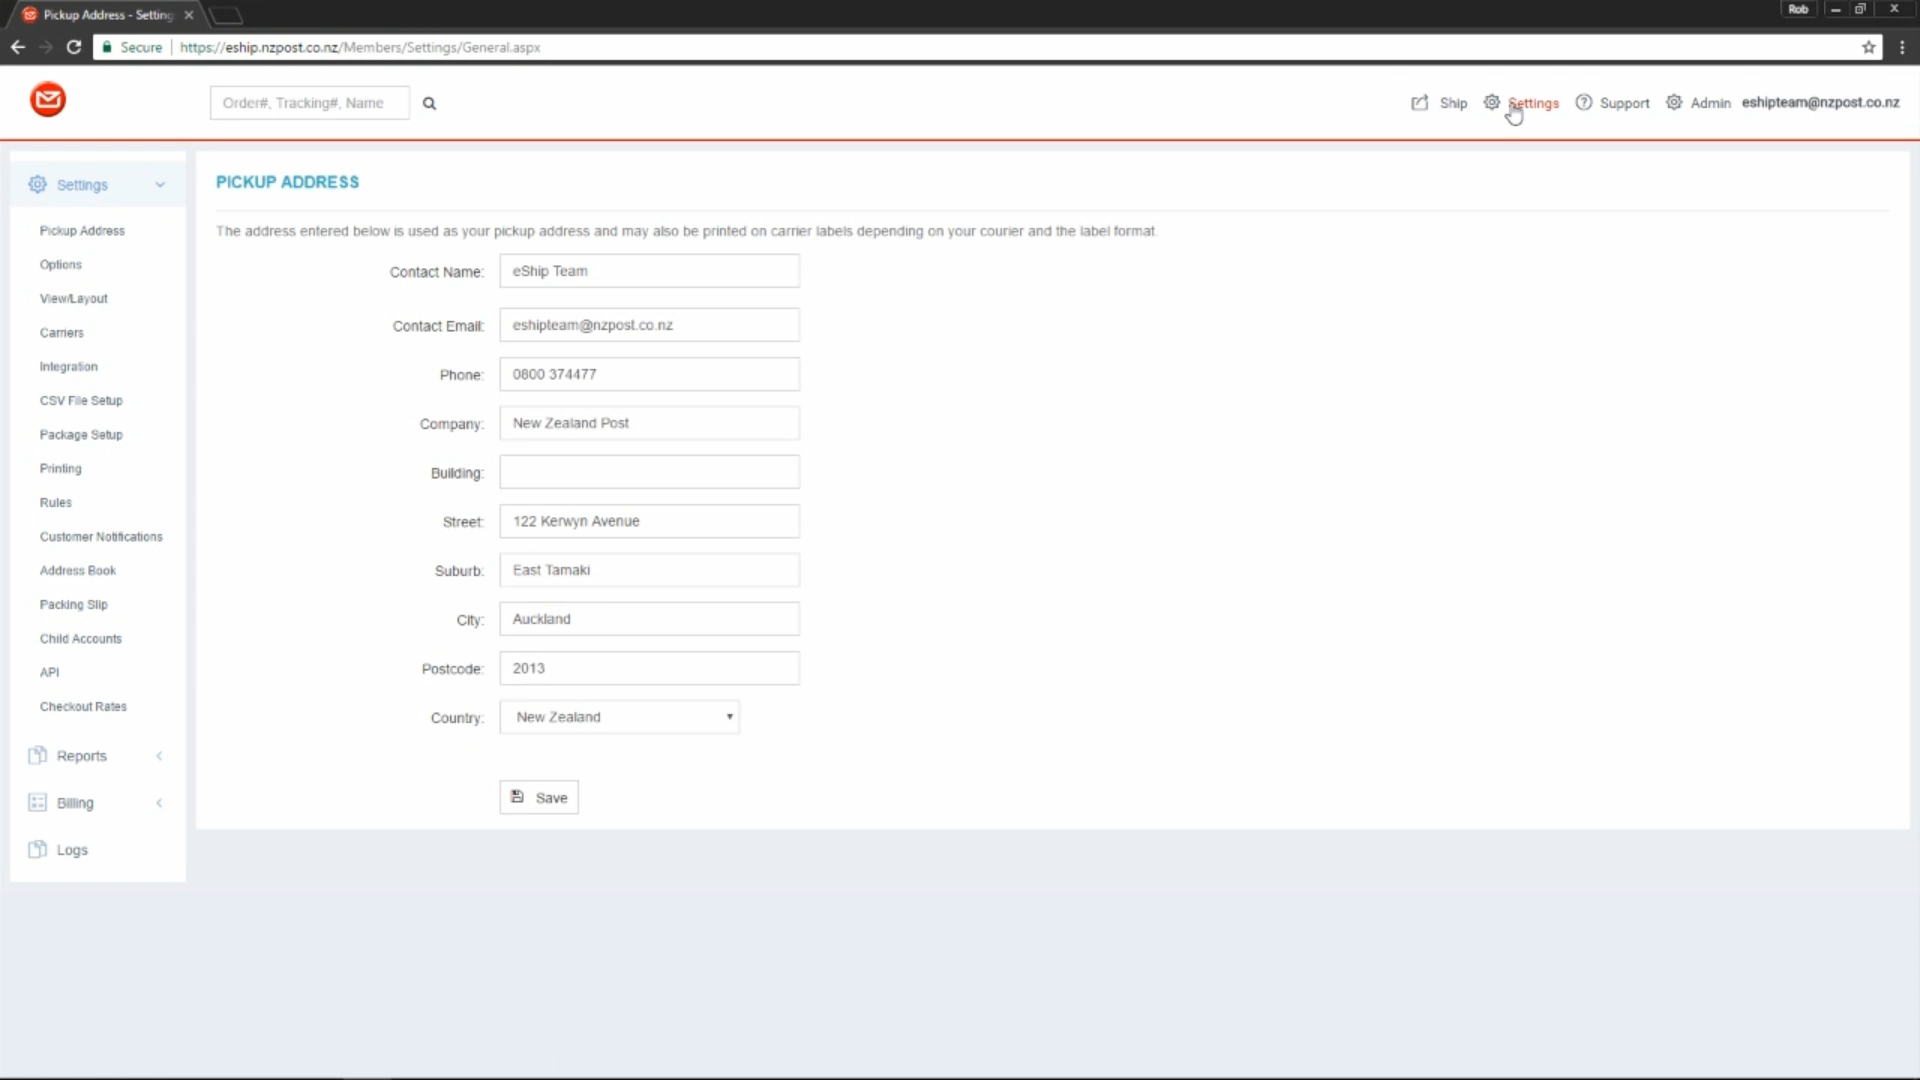 Pickup Address - Setting
Rob
Secure
https://eship.nzpost.co.nz/Members/Settings/General.aspx
Order#, Tracking#, Name
Ship
Settings
Support
Admin
eshipteam@nzpost.co.nz
Settings
Pickup Address
Options
View/Layout
Carriers
Integration
CSV File Setup
Package Setup
Printing
Rules
Customer Notifications
Address Book
Packing Slip
Child Accounts
API
Checkout Rates
Reports
Billing
Logs
PICKUP ADDRESS
The address entered below is used as your pickup address and may also be printed on carrier labels depending on your courier and the label format.
Contact Name: eShip Team
Contact Email: eshipteam@nzpost.co.nz
Phone: 0800 374477
Company: New Zealand Post
Building:
Street: 122 Kerwyn Avenue
Suburb: East Tamaki
City: Auckland
Postcode: 2013
Country: New Zealand
Save